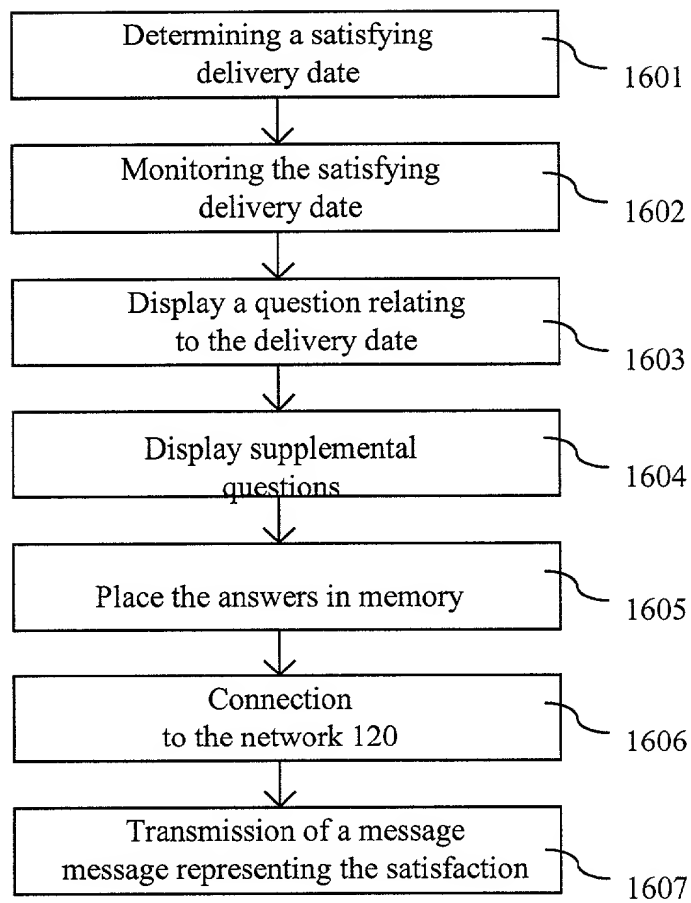 Determining a satisfying
delivery date
1601
Monitoring the satisfying
delivery date
1602
Display a question relating
to the delivery date
1603
Display supplemental
questions
1604
Place the answers in memory
1605
Connection
to the network 120
1606
Transmission of a message
message representing the satisfaction
1607